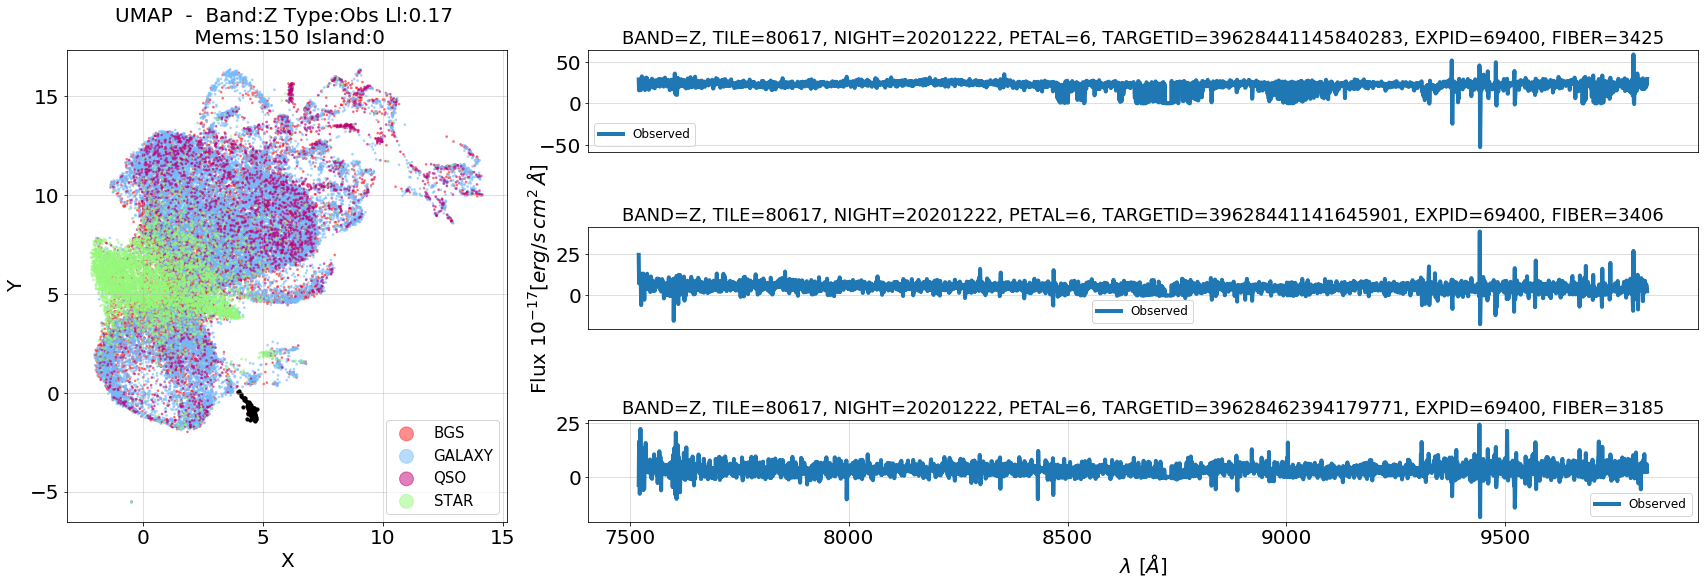 UMAP - Band:Z Type:Obs Ll:0.17
Mems:150 Island:0
15
10
5
0
−5
Y
0
5
10
15
X
BGS
GALAXY
QSO
STAR
Flux 10^{-17}[erg/s cm^2 Å]
BAND=Z, TILE=80617, NIGHT=20201222, PETAL=6, TARGETID=39628441145840283, EXPID=69400, FIBER=3425
50
0
−50
Observed
BAND=Z, TILE=80617, NIGHT=20201222, PETAL=6, TARGETID=39628441141645901, EXPID=69400, FIBER=3406
25
0
Observed
BAND=Z, TILE=80617, NIGHT=20201222, PETAL=6, TARGETID=39628462394179771, EXPID=69400, FIBER=3185
25
0
Observed
7500
8000
8500
9000
9500
λ [Å]